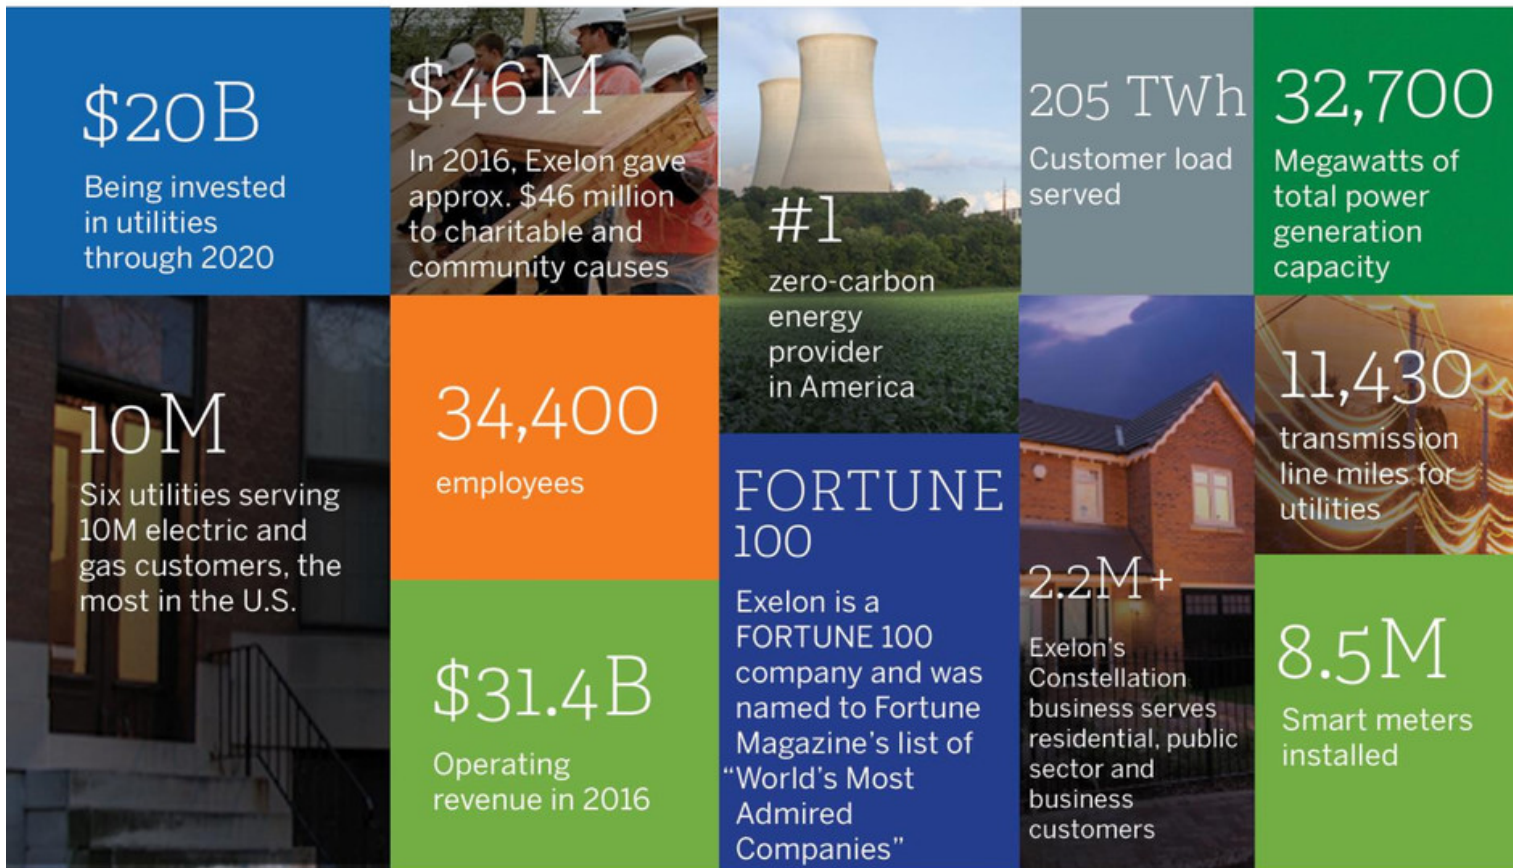 $20B
Being invested
in utilities
through 2020
$46M
In 2016, Exelon gave
approx. $46 million
to charitable and
community causes
#1
zero-carbon
energy
provider
in America
205 TWh
Customer load
served
32,700
Megawatts of
total power
generation
capacity
10M
Six utilities serving
10M electric and
gas customers, the
most in the U.S.
34,400
employees
$31.4B
Operating
revenue in 2016
FORTUNE
100
Exelon is a
FORTUNE 100
company and was
named to Fortune
Magazine’s list of
“World’s Most
Admired
Companies”
2.2M+
Exelon’s
Constellation
business serves
residential, public
sector and
business
customers
11,430
transmission
line miles for
utilities
8.5M
Smart meters
installed